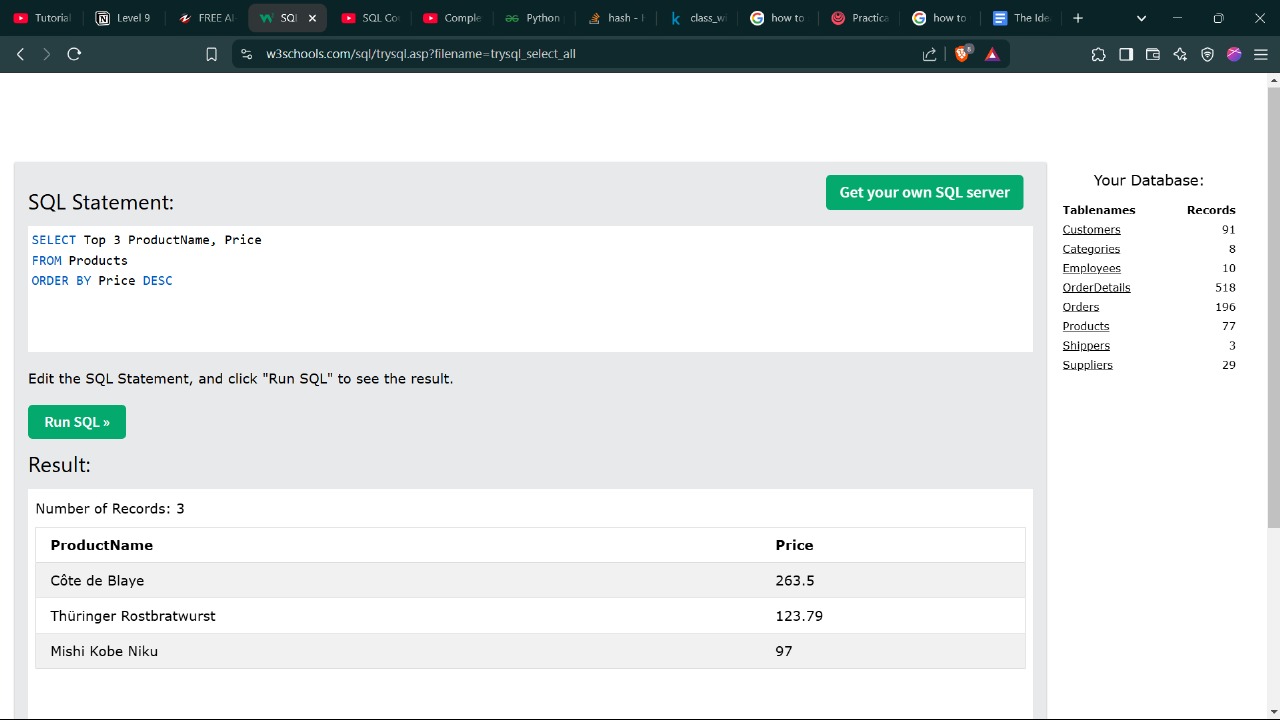 Tutorial
Level 9
FREE AI
SQL
SQL Co
Comple
Python
hash -
class_w
how to
Practica
how to
The Ide
w3schools.com/sql/trysql.asp?filename=trysql_select_all
SQL Statement:
Get your own SQL server
SELECT Top 3 ProductName, Price
FROM Products
ORDER BY Price DESC
Edit the SQL Statement, and click "Run SQL" to see the result.
Run SQL »
Result:
Number of Records: 3
ProductName Price
Côte de Blaye 263.5
Thüringer Rostbratwurst 123.79
Mishi Kobe Niku 97
Your Database:
Tablenames Records
Customers 91
Categories 8
Employees 10
OrderDetails 518
Orders 196
Products 77
Shippers 3
Suppliers 29